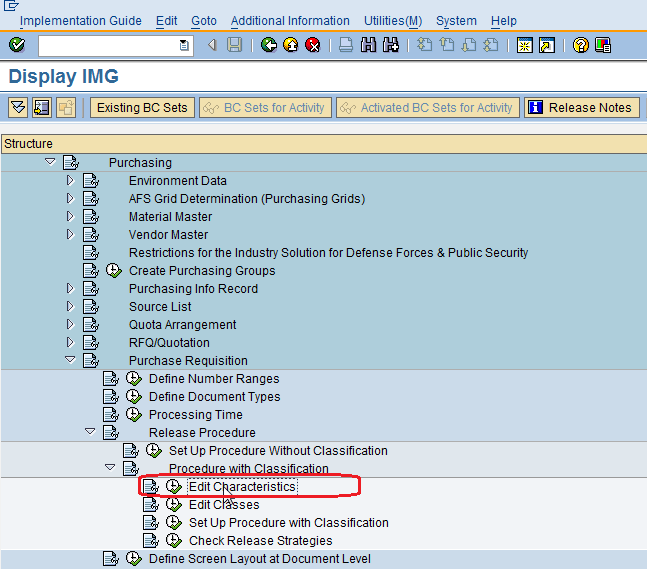 Implementation Guide Edit Goto Additional Information Utilities(M) System Help
Display IMG
Existing BC Sets BC Sets for Activity Activated BC Sets for Activity Release Notes
Structure
Purchasing
Environment Data
AFS Grid Determination (Purchasing Grids)
Material Master
Vendor Master
Restrictions for the Industry Solution for Defense Forces & Public Security
Create Purchasing Groups
Purchasing Info Record
Source List
Quota Arrangement
RFQ/Quotation
Purchase Requisition
Define Number Ranges
Define Document Types
Processing Time
Release Procedure
Set Up Procedure Without Classification
Procedure with Classification
Edit Characteristics
Edit Classes
Set Up Procedure with Classification
Check Release Strategies
Define Screen Layout at Document Level